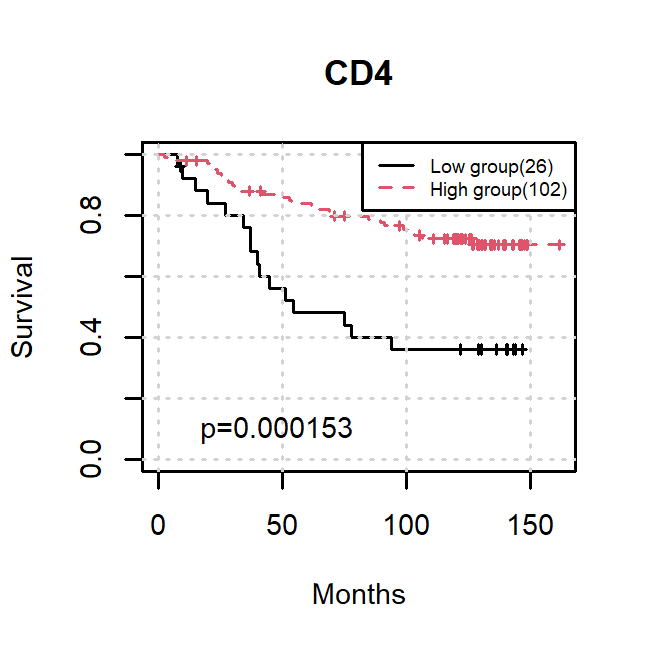 CD4
Low group(26)
High group(102)
Survival
0.8
0.4
0.0
p=0.000153
0 50 100 150
Months